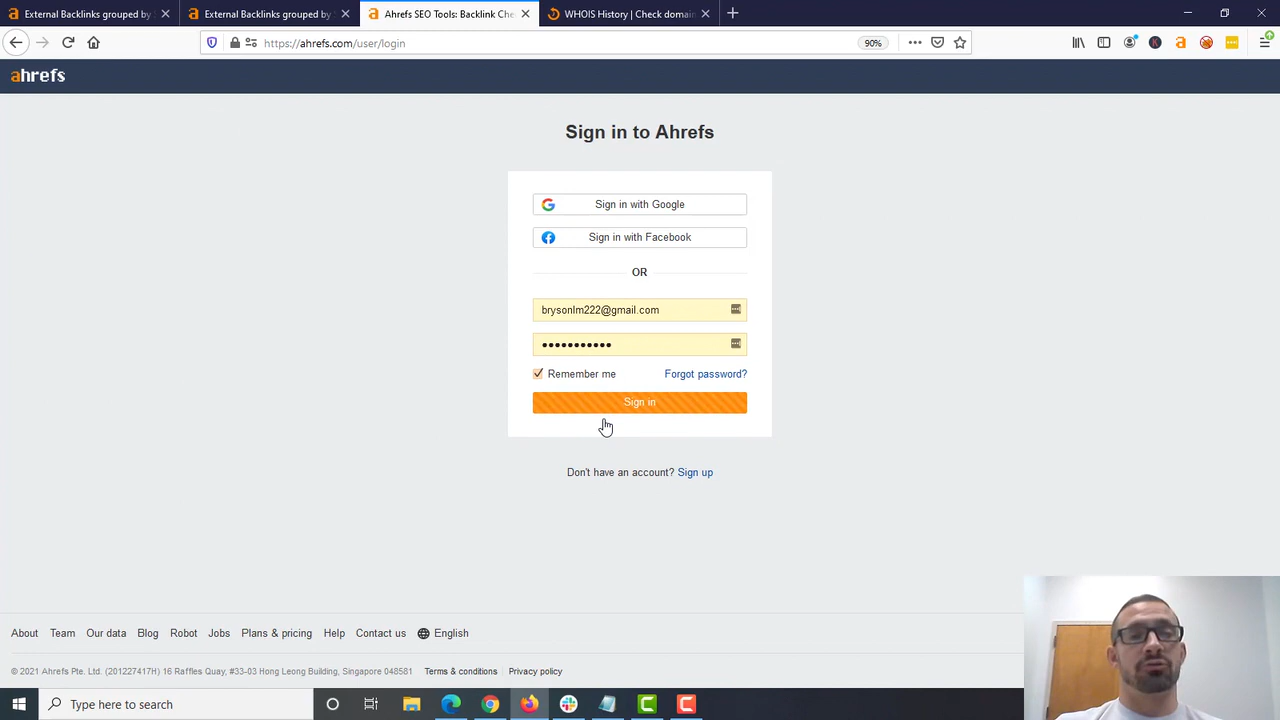 External Backlinks grouped by
External Backlinks grouped by
Ahrefs SEO Tools: Backlink Che
WHOIS History | Check domain
https://ahrefs.com/user/login
90%
ahrefs
Sign in to Ahrefs
Sign in with Google
Sign in with Facebook
OR
brysonlm222@gmail.com
Remember me
Forgot password?
Sign in
Don't have an account? Sign up
About Team Our data Blog Robot Jobs Plans & pricing Help Contact us English
© 2021 Ahrefs Pte. Ltd. (201227417H) 16 Raffles Quay, #33-03 Hong Leong Building, Singapore 048581 Terms & conditions Privacy policy
Type here to search